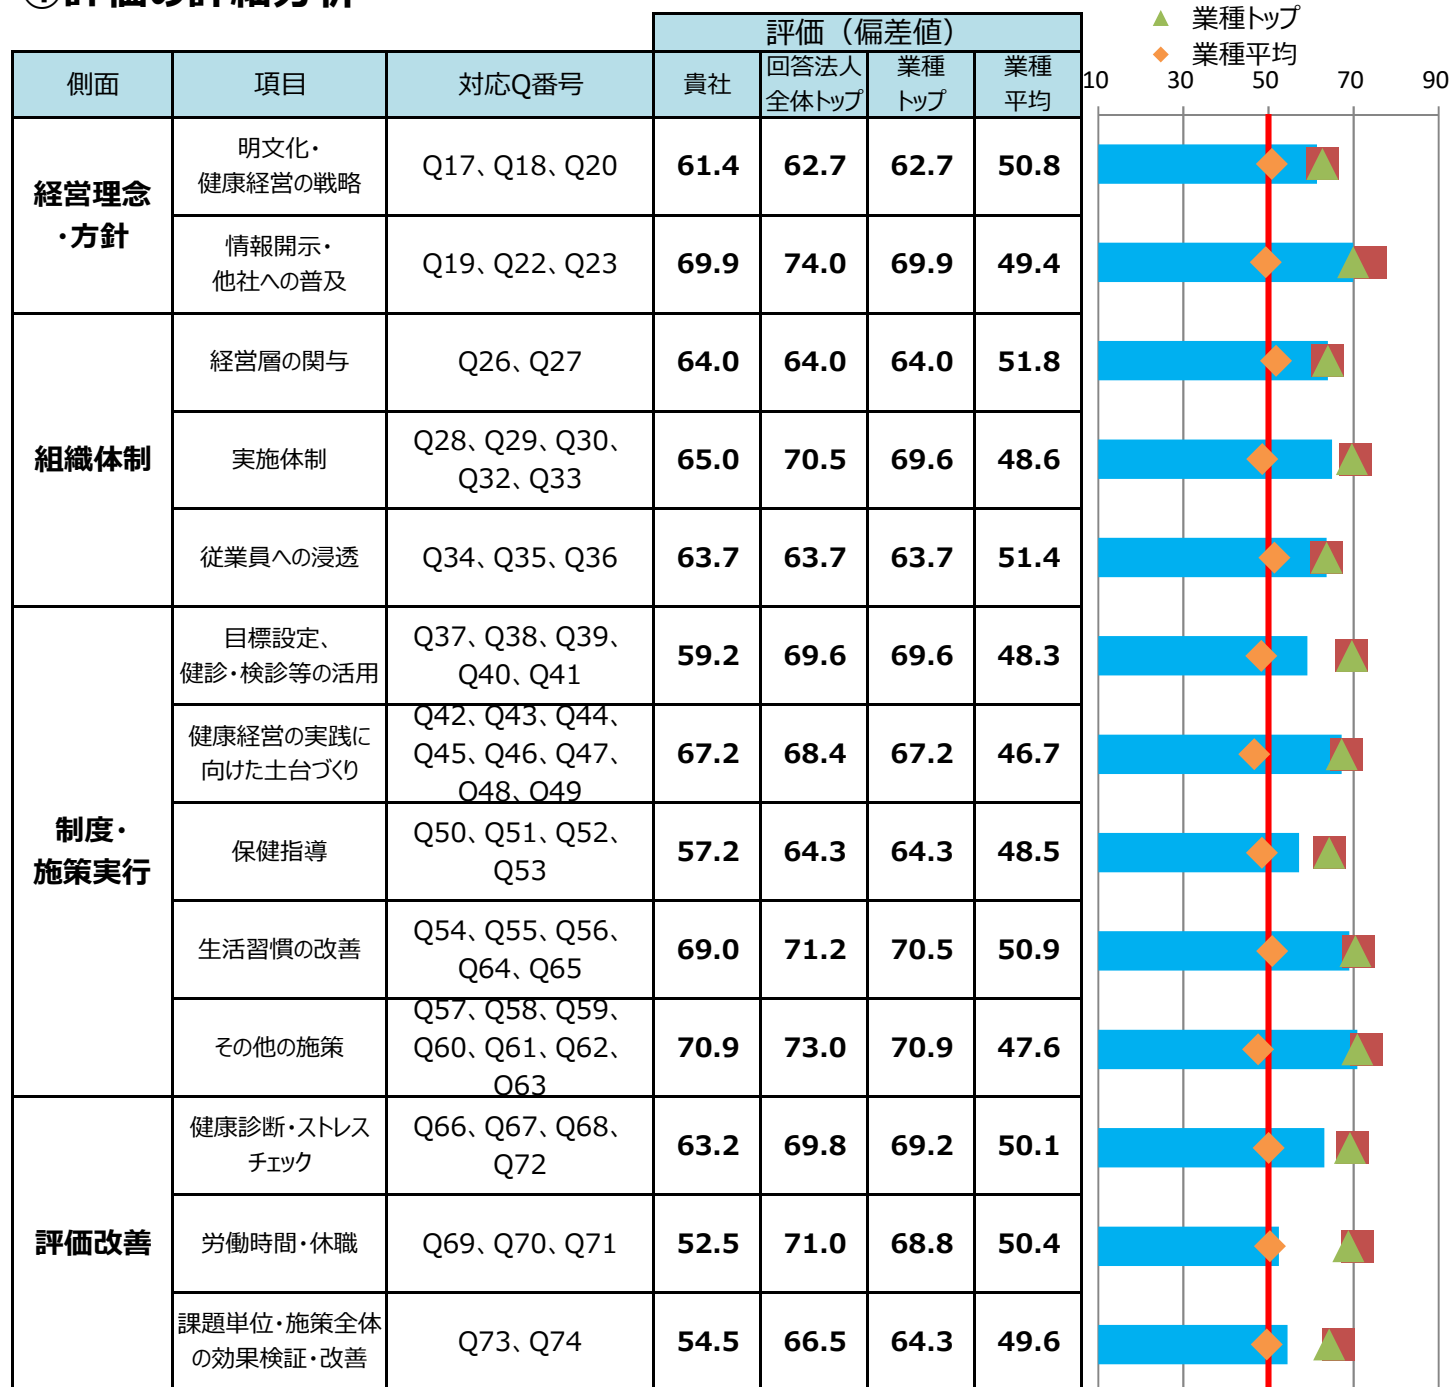 ①評価の詳細分析
▲ 業種トップ
◆ 業種平均
評価（偏差値）
側面 項目 対応Q番号 貴社 回答法人全体トップ 業種トップ 業種平均
10 30 50 70 90
経営理念
・方針
明文化・
健康経営の戦略
Q17、Q18、Q20 61.4 62.7 62.7 50.8
情報開示・
他社への普及
Q19、Q22、Q23 69.9 74.0 69.9 49.4
組織体制
経営層の関与 Q26、Q27 64.0 64.0 64.0 51.8
実施体制
Q28、Q29、Q30、
Q32、Q33
65.0 70.5 69.6 48.6
従業員への浸透 Q34、Q35、Q36 63.7 63.7 63.7 51.4
制度・
施策実行
目標設定、
健診・検診等の活用
Q37、Q38、Q39、
Q40、Q41
59.2 69.6 69.6 48.3
健康経営の実践に
向けた土台づくり
Q42、Q43、Q44、
Q45、Q46、Q47、
Q48、Q49
67.2 68.4 67.2 46.7
保健指導
Q50、Q51、Q52、
Q53
57.2 64.3 64.3 48.5
生活習慣の改善
Q54、Q55、Q56、
Q64、Q65
69.0 71.2 70.5 50.9
その他の施策
Q57、Q58、Q59、
Q60、Q61、Q62、
Q63
70.9 73.0 70.9 47.6
評価改善
健康診断・ストレス
チェック
Q66、Q67、Q68、
Q72
63.2 69.8 69.2 50.1
労働時間・休職 Q69、Q70、Q71 52.5 71.0 68.8 50.4
課題単位・施策全体
の効果検証・改善
Q73、Q74 54.5 66.5 64.3 49.6